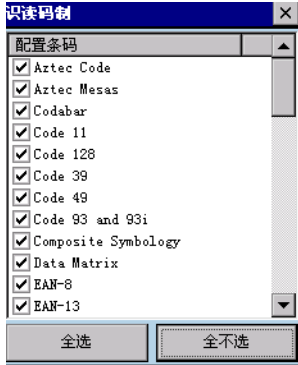 识读码制
配置条码
Aztec Code
Aztec Mesas
Codabar
Code 11
Code 128
Code 39
Code 49
Code 93 and 93i
Composite Symbology
Data Matrix
EAN-8
EAN-13
全选
全不选